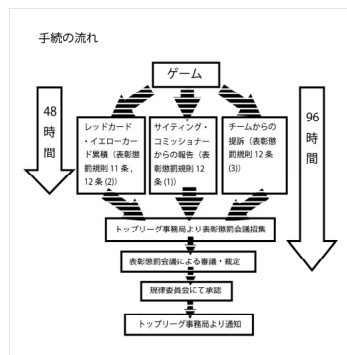 手続の流れ
ゲーム
48
時
間
96
時
間
レッドカード
・イエローカー
ド累積（表彰懲
罰規則 11 条 ,
12 条 (2)）
サイティング・
コミッショナー
からの報告（表
彰懲罰規則 12
条 (1)）
チームからの
提訴（表彰懲
罰規則 12 条
(3)）
トップリーグ事務局より表彰懲罰会議招集
表彰懲罰会議による審議・裁定
規律委員会にて承認
トップリーグ事務局より通知